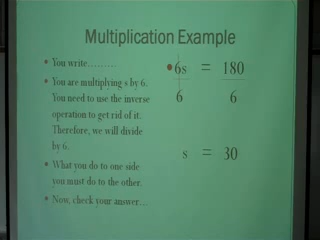 Multiplication Example
• You write.........
• You are multiplying s by 6.
You need to use the inverse
operation to get rid of it.
Therefore, we will divide
by 6.
• What you do to one side
you must do to the other.
• Now, check your answer...
• 6s = 180
6 6
s = 30